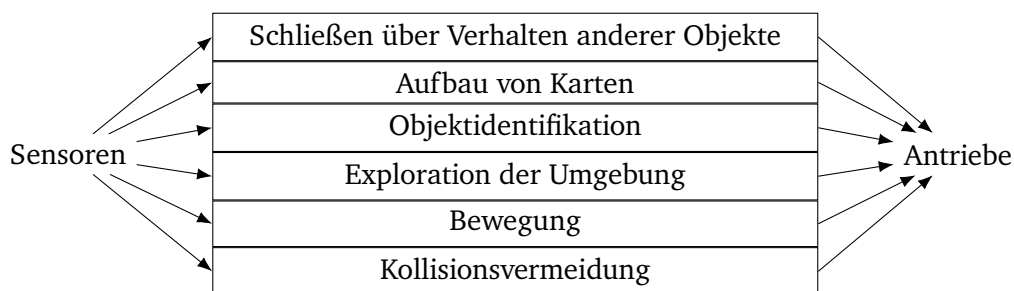 Schließen über Verhalten anderer Objekte
Aufbau von Karten
Objektidentifikation
Sensoren
Antriebe
Exploration der Umgebung
Bewegung
Kollisionsvermeidung